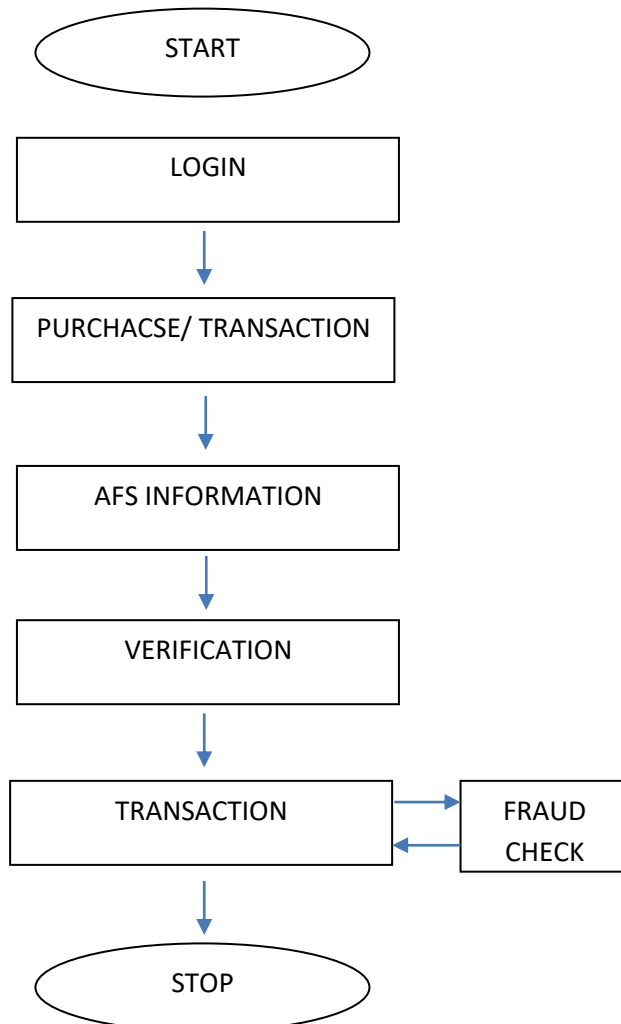 START
LOGIN
PURCHACSE/ TRANSACTION
AFS INFORMATION
VERIFICATION
TRANSACTION
FRAUD
CHECK
STOP